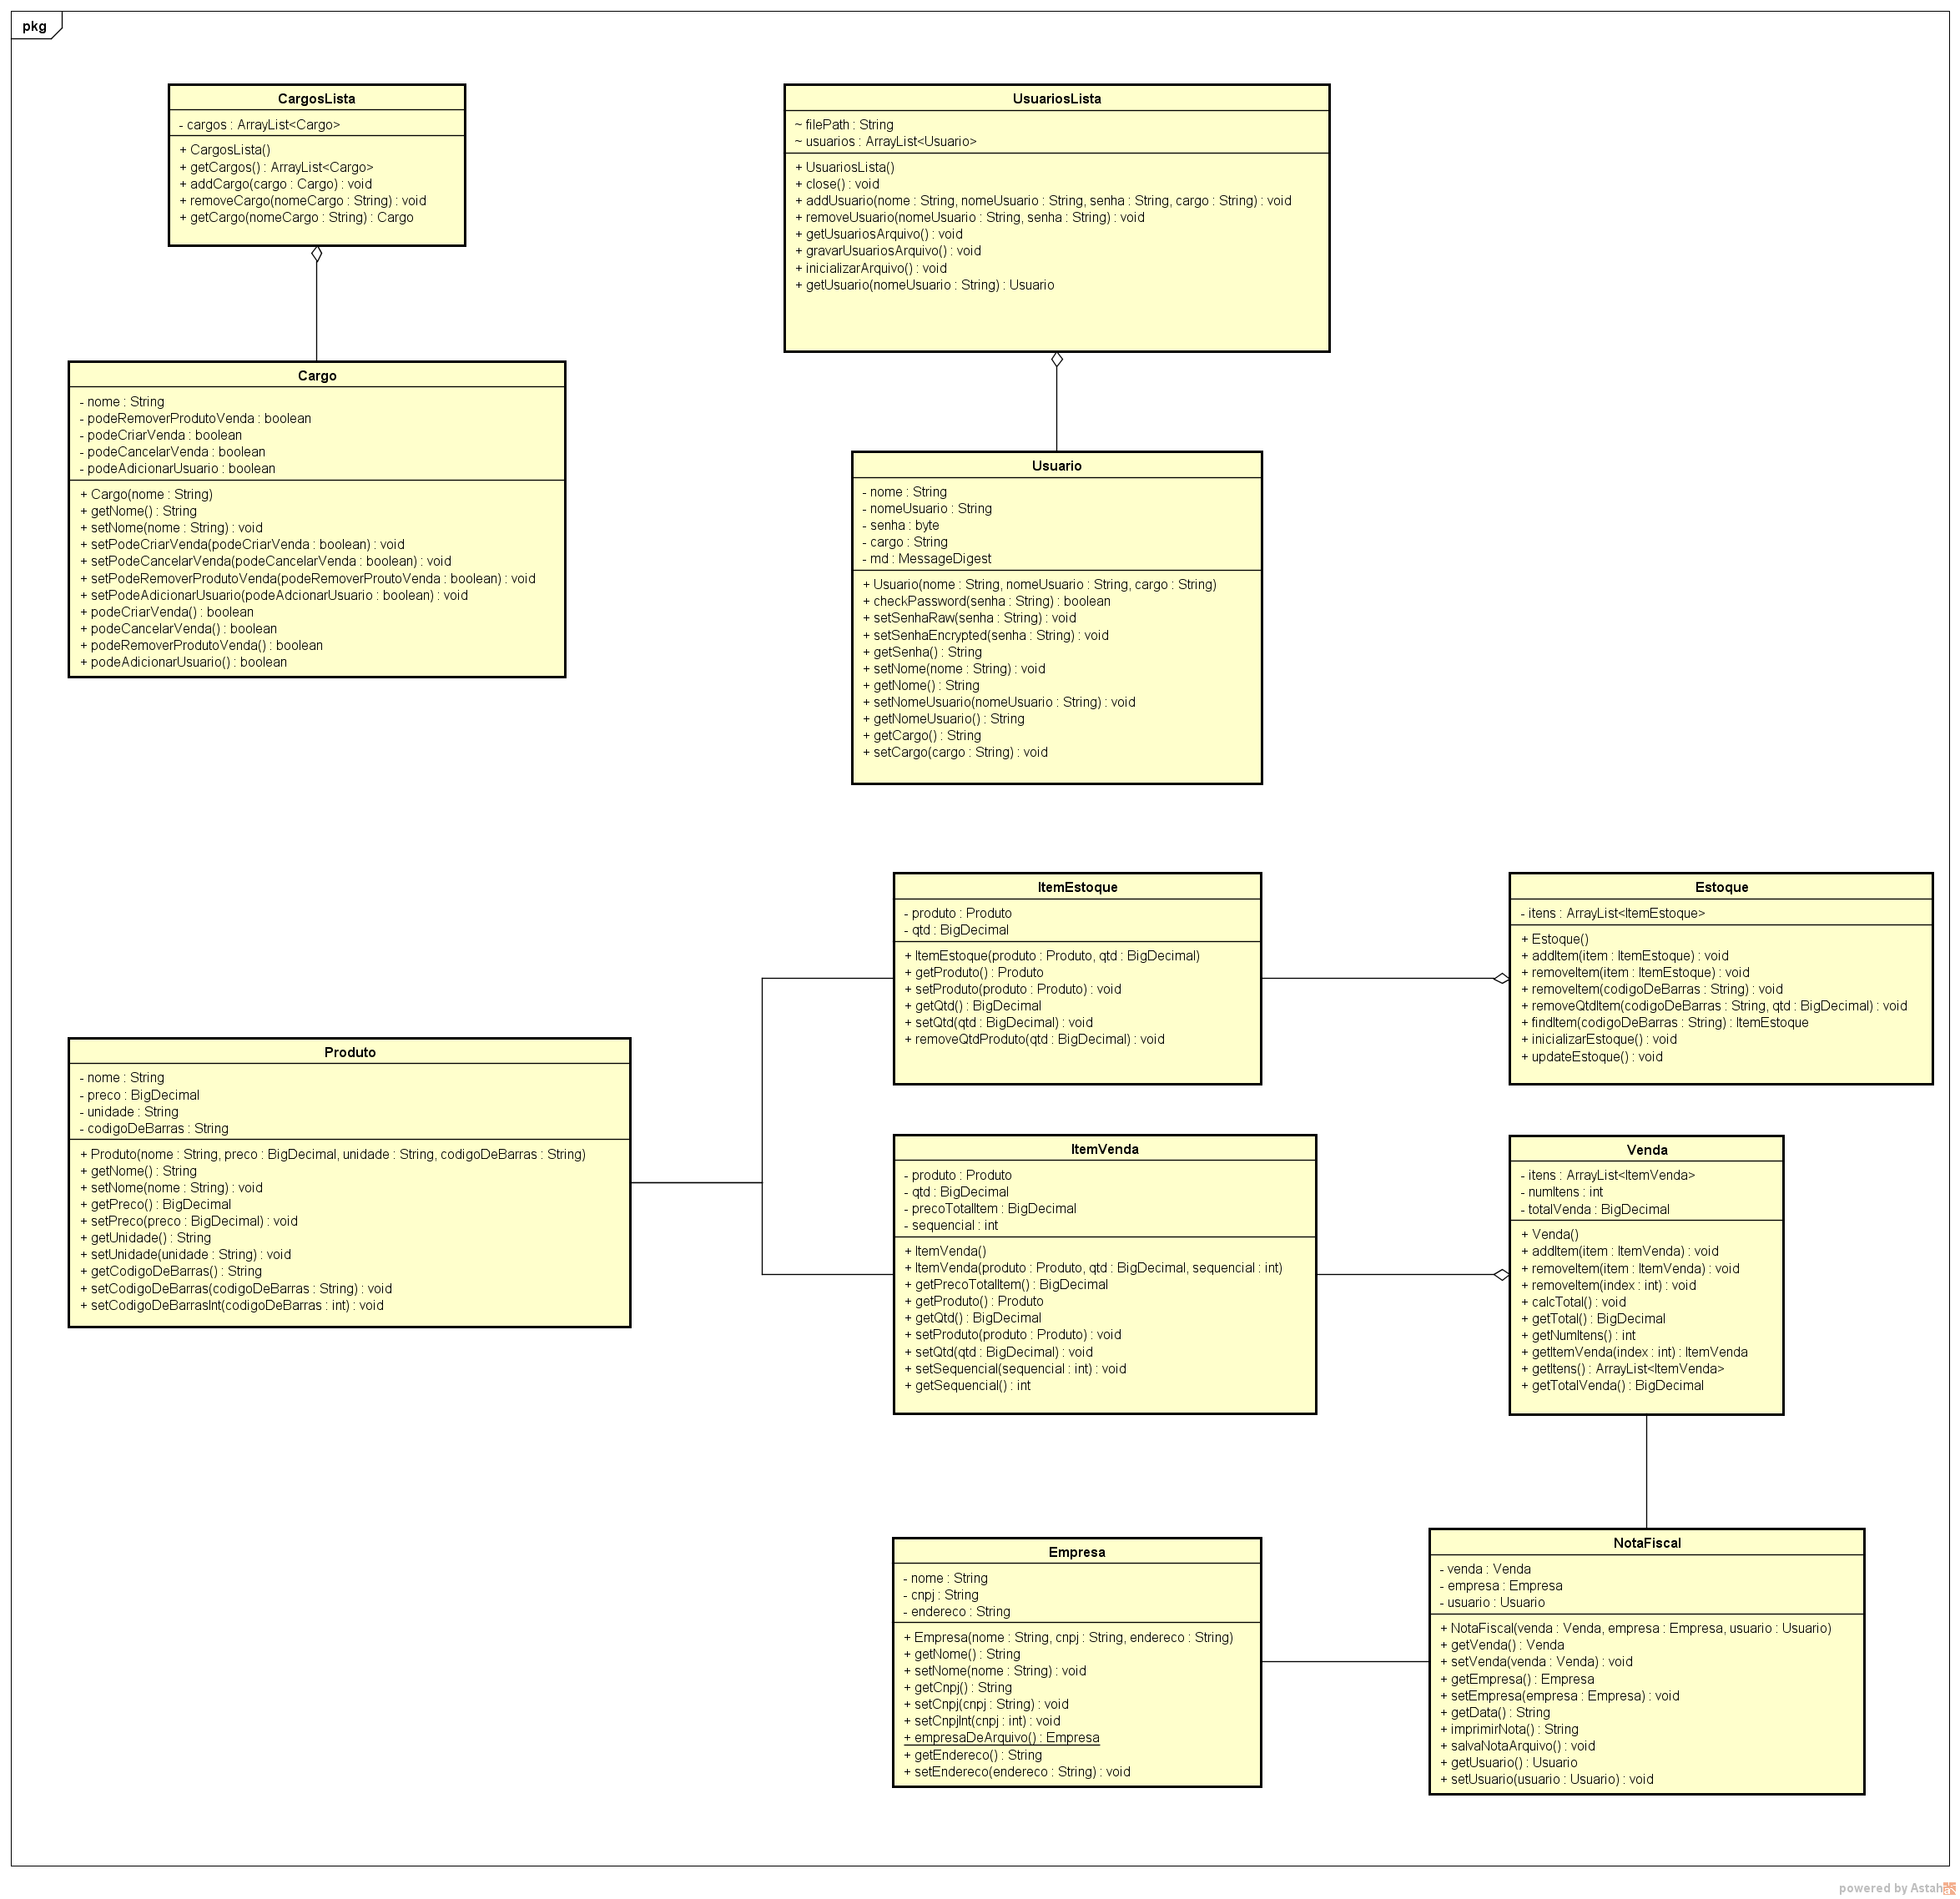 pkg
CargosLista
- cargos : ArrayList<Cargo>
+ CargosLista()
+ getCargos() : ArrayList<Cargo>
+ addCargo(cargo : Cargo) : void
+ removeCargo(nomeCargo : String) : void
+ getCargo(nomeCargo : String) : Cargo
UsuariosLista
~ filePath : String
~ usuarios : ArrayList<Usuario>
+ UsuariosLista()
+ close() : void
+ addUsuario(nome : String, nomeUsuario : String, senha : String, cargo : String) : void
+ removeUsuario(nomeUsuario : String, senha : String) : void
+ getUsuariosArquivo() : void
+ gravarUsuariosArquivo() : void
+ inicializarArquivo() : void
+ getUsuario(nomeUsuario : String) : Usuario
Cargo
- nome : String
- podeRemoverProdutoVenda : boolean
- podeCriarVenda : boolean
- podeCancelarVenda : boolean
- podeAdicionarUsuario : boolean
+ Cargo(nome : String)
+ getNome() : String
+ setNome(nome : String) : void
+ setPodeCriarVenda(podeCriarVenda : boolean) : void
+ setPodeCancelarVenda(podeCancelarVenda : boolean) : void
+ setPodeRemoverProdutoVenda(podeRemoverProutoVenda : boolean) : void
+ setPodeAdicionarUsuario(podeAdcionarUsuario : boolean) : void
+ podeCriarVenda() : boolean
+ podeCancelarVenda() : boolean
+ podeRemoverProdutoVenda() : boolean
+ podeAdicionarUsuario() : boolean
Usuario
- nome : String
- nomeUsuario : String
- senha : byte
- cargo : String
- md : MessageDigest
+ Usuario(nome : String, nomeUsuario : String, cargo : String)
+ checkPassword(senha : String) : boolean
+ setSenhaRaw(senha : String) : void
+ setSenhaEncrypted(senha : String) : void
+ getSenha() : String
+ setNome(nome : String) : void
+ getNome() : String
+ setNomeUsuario(nomeUsuario : String) : void
+ getNomeUsuario() : String
+ getCargo() : String
+ setCargo(cargo : String) : void
ItemEstoque
- produto : Produto
- qtd : BigDecimal
+ ItemEstoque(produto : Produto, qtd : BigDecimal)
+ getProduto() : Produto
+ setProduto(produto : Produto) : void
+ getQtd() : BigDecimal
+ setQtd(qtd : BigDecimal) : void
+ removeQtdProduto(qtd : BigDecimal) : void
Estoque
- itens : ArrayList<ItemEstoque>
+ Estoque()
+ addItem(item : ItemEstoque) : void
+ removeItem(item : ItemEstoque) : void
+ removeItem(codigoDeBarras : String) : void
+ removeQtdItem(codigoDeBarras : String, qtd : BigDecimal) : void
+ findItem(codigoDeBarras : String) : ItemEstoque
+ inicializarEstoque() : void
+ updateEstoque() : void
Produto
- nome : String
- preco : BigDecimal
- unidade : String
- codigoDeBarras : String
+ Produto(nome : String, preco : BigDecimal, unidade : String, codigoDeBarras : String)
+ getNome() : String
+ setNome(nome : String) : void
+ getPreco() : BigDecimal
+ setPreco(preco : BigDecimal) : void
+ getUnidade() : String
+ setUnidade(unidade : String) : void
+ getCodigoDeBarras() : String
+ setCodigoDeBarras(codigoDeBarras : String) : void
+ setCodigoDeBarrasInt(codigoDeBarras : int) : void
ItemVenda
- produto : Produto
- qtd : BigDecimal
- precoTotalItem : BigDecimal
- sequencial : int
+ ItemVenda()
+ ItemVenda(produto : Produto, qtd : BigDecimal, sequencial : int)
+ getPrecoTotalItem() : BigDecimal
+ getProduto() : Produto
+ getQtd() : BigDecimal
+ setProduto(produto : Produto) : void
+ setQtd(qtd : BigDecimal) : void
+ setSequencial(sequencial : int) : void
+ getSequencial() : int
Venda
- itens : ArrayList<ItemVenda>
- numItens : int
- totalVenda : BigDecimal
+ Venda()
+ addItem(item : ItemVenda) : void
+ removeItem(item : ItemVenda) : void
+ removeItem(index : int) : void
+ calcTotal() : void
+ getTotal() : BigDecimal
+ getNumItens() : int
+ getItemVenda(index : int) : ItemVenda
+ getItens() : ArrayList<ItemVenda>
+ getTotalVenda() : BigDecimal
Empresa
- nome : String
- cnpj : String
- endereco : String
+ Empresa(nome : String, cnpj : String, endereco : String)
+ getNome() : String
+ setNome(nome : String) : void
+ getCnpj() : String
+ setCnpj(cnpj : String) : void
+ setCnpjInt(cnpj : int) : void
+ empresaDeArquivo() : Empresa
+ getEndereco() : String
+ setEndereco(endereco : String) : void
NotaFiscal
- venda : Venda
- empresa : Empresa
- usuario : Usuario
+ NotaFiscal(venda : Venda, empresa : Empresa, usuario : Usuario)
+ getVenda() : Venda
+ setVenda(venda : Venda) : void
+ getEmpresa() : Empresa
+ setEmpresa(empresa : Empresa) : void
+ getData() : String
+ imprimirNota() : String
+ salvaNotaArquivo() : void
+ getUsuario() : Usuario
+ setUsuario(usuario : Usuario) : void
powered by Astah